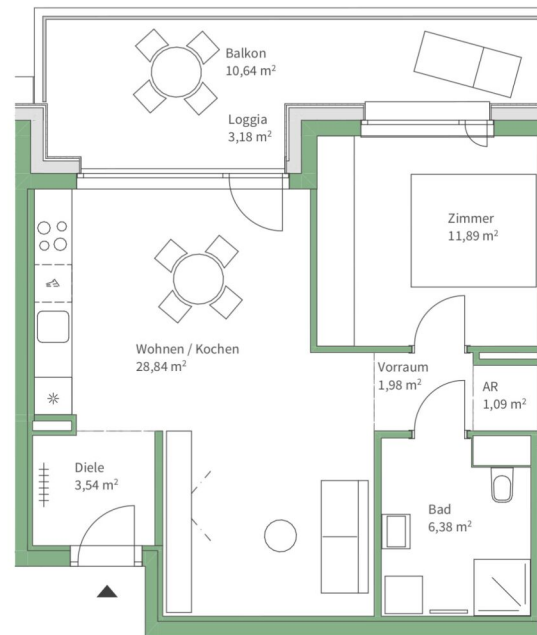 Balkon
10,64 m²
Loggia
3,18 m²
Zimmer
11,89 m²
Wohnen / Kochen
28,84 m²
Vorraum
1,98 m²
AR
1,09 m²
Diele
3,54 m²
Bad
6,38 m²